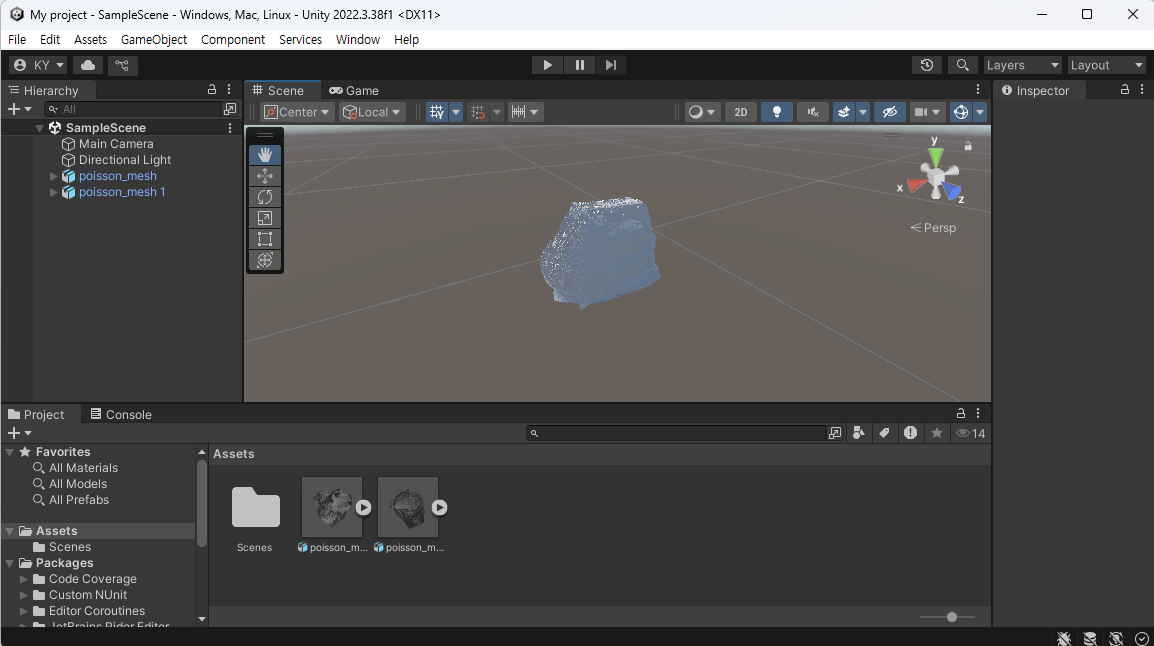 My project - SampleScene - Windows, Mac, Linux - Unity 2022.3.38f1 <DX11>
File Edit Assets GameObject Component Services Window Help
KY Layers Layout
Hierarchy Scene Game Inspector
All Center Local 2D
SampleScene
Main Camera
Directional Light
poisson_mesh
poisson_mesh 1
y
x
z
Persp
Project Console
14
Favorites
All Materials
All Models
All Prefabs
Assets
Scenes
Packages
Code Coverage
Custom NUnit
Editor Coroutines
JetBrains Rider Editor
Assets
Scenes poisson_m... poisson_m...